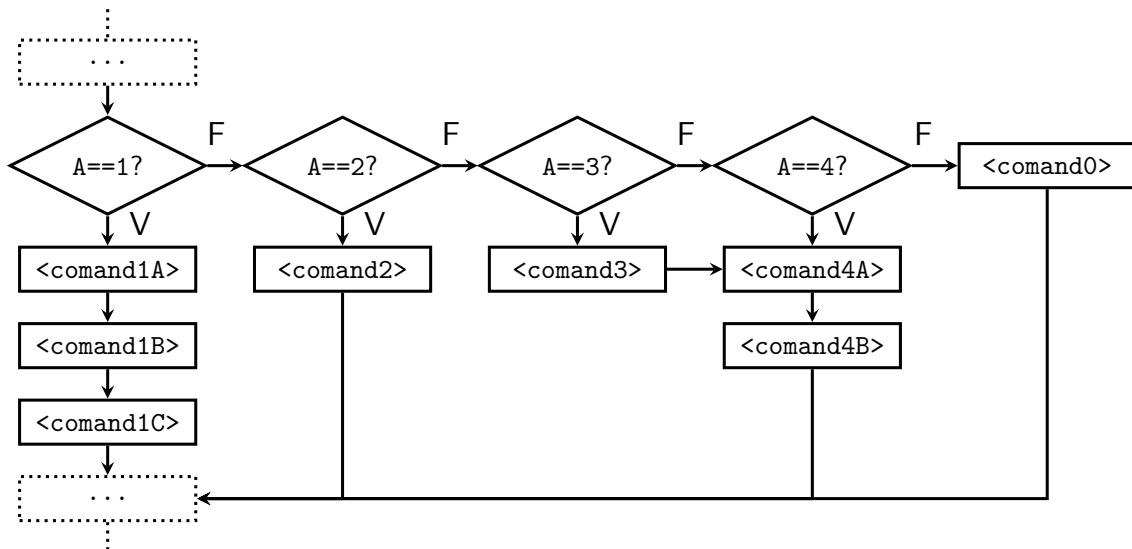 ...
A==1?
F
A==2?
F
A==3?
F
A==4?
F
<comand0>
V
V
V
V
<comand1A>
<comand2>
<comand3>
<comand4A>
<comand1B>
<comand4B>
<comand1C>
...